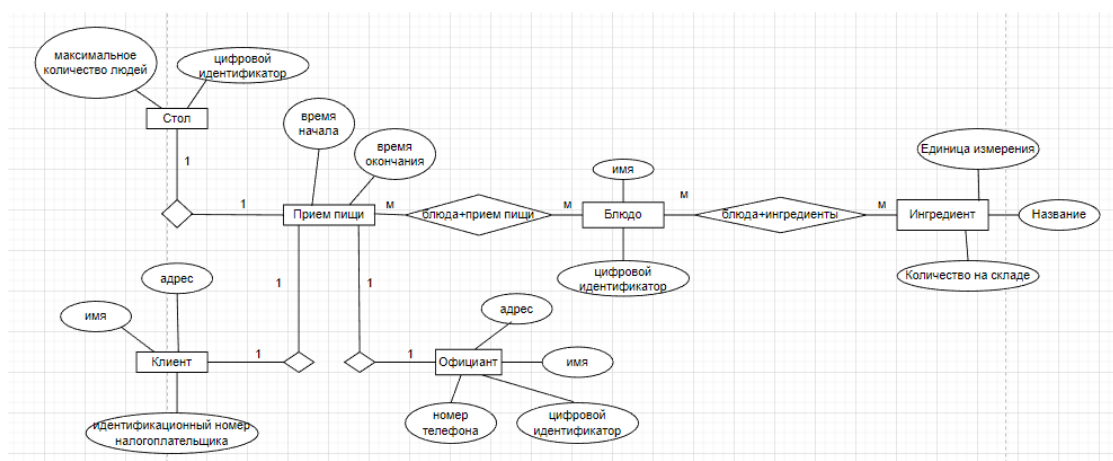 максимальное
количество людей
цифровой
идентификатор
Стол
время
начала
время
окончания
1
имя
Единица измерения
1
Прием пищи
М
блюда+прием пищи
М
Блюдо
М
блюда+ингредиенты
М
Ингредиент
Название
адрес
1
1
цифровой
идентификатор
Количество на складе
имя
адрес
Клиент
1
1
Официант
имя
идентификационный номер
налогоплательщика
номер
телефона
цифровой
идентификатор